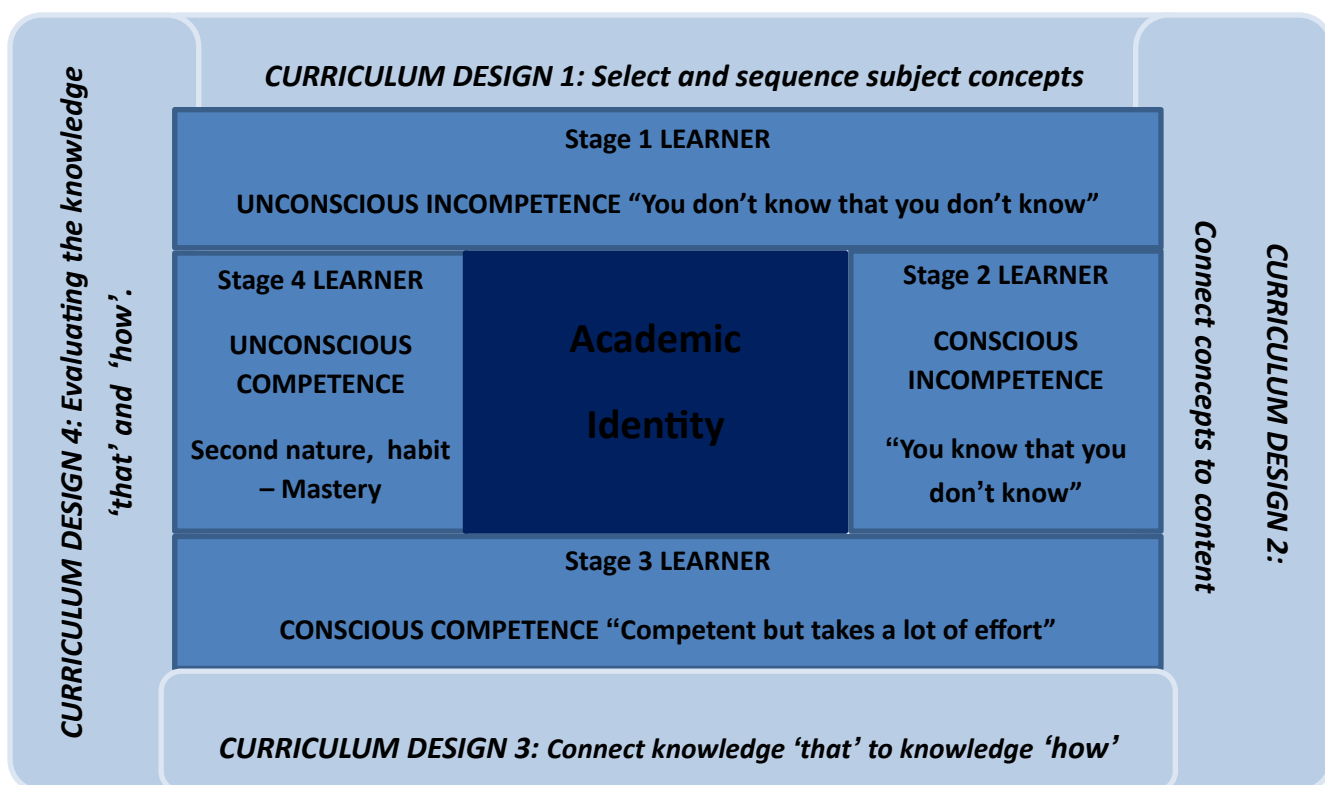 CURRICULUM DESIGN 1: Select and sequence subject concepts
Stage 1 LEARNER
UNCONSCIOUS INCOMPETENCE “You don’t know that you don’t know”
CURRICULUM DESIGN 4: Evaluating the knowledge
‘that’ and ‘how’.
Stage 4 LEARNER
UNCONSCIOUS
COMPETENCE
Second nature, habit
– Mastery
Academic
Identity
Stage 2 LEARNER
CONSCIOUS
INCOMPETENCE
“You know that you
don’t know”
CURRICULUM DESIGN 2:
Connect concepts to content
Stage 3 LEARNER
CONSCIOUS COMPETENCE “Competent but takes a lot of effort”
CURRICULUM DESIGN 3: Connect knowledge ‘that’ to knowledge ‘how’